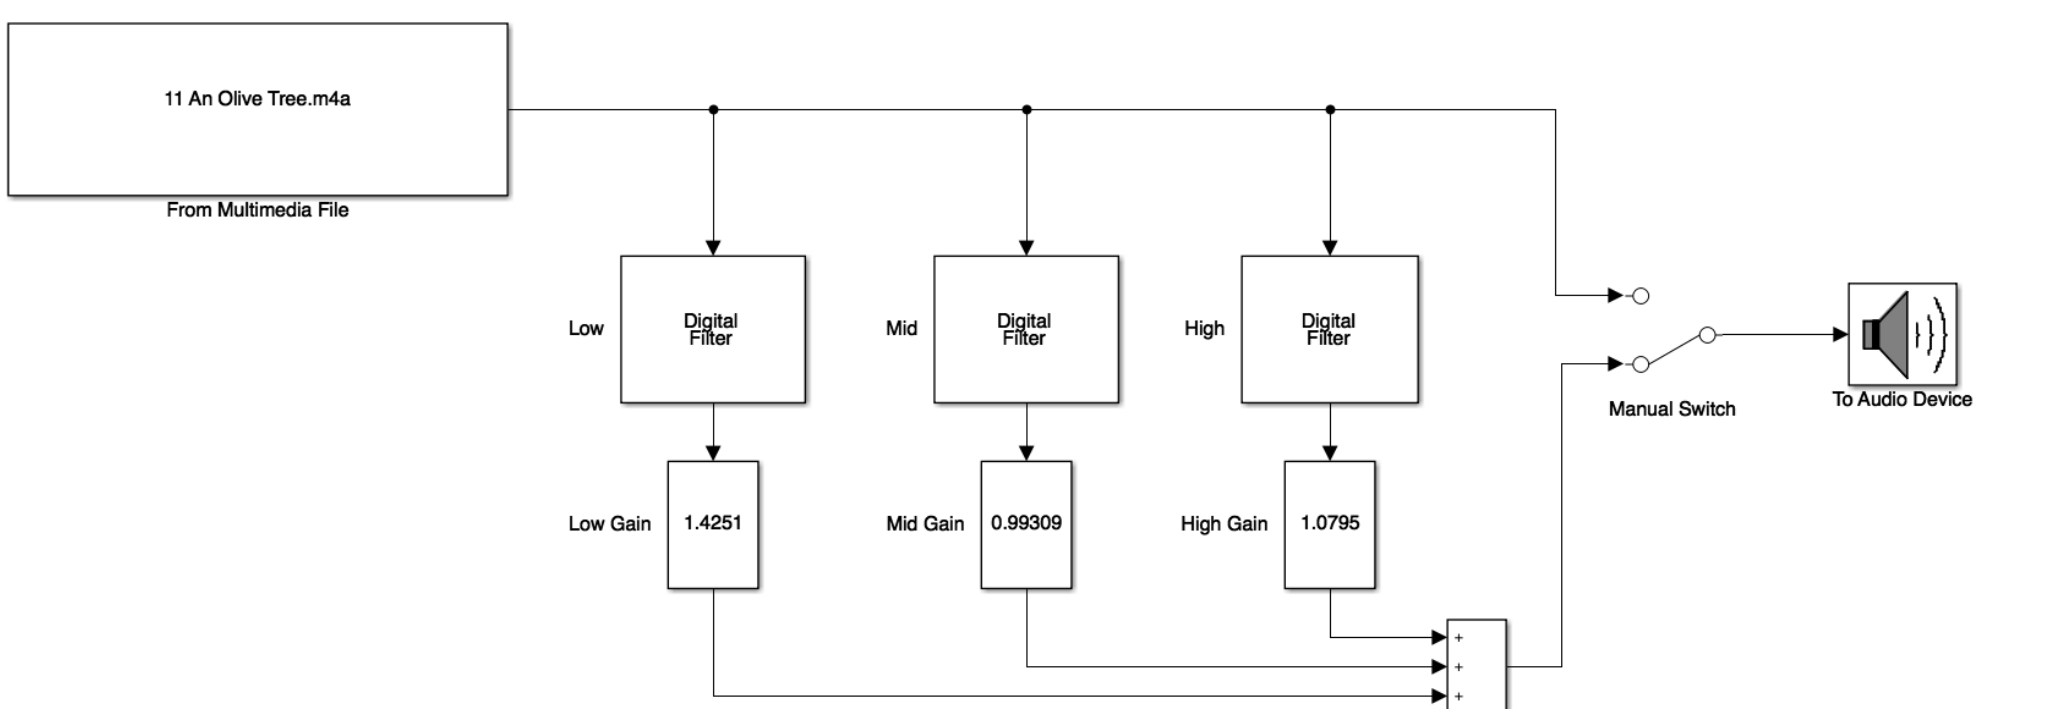 11 An Olive Tree.m4a
From Multimedia File
Low
Digital
Filter
Mid
Digital
Filter
High
Digital
Filter
Manual Switch
To Audio Device
Low Gain
1.4251
Mid Gain
0.99309
High Gain
1.0795
+
+
+